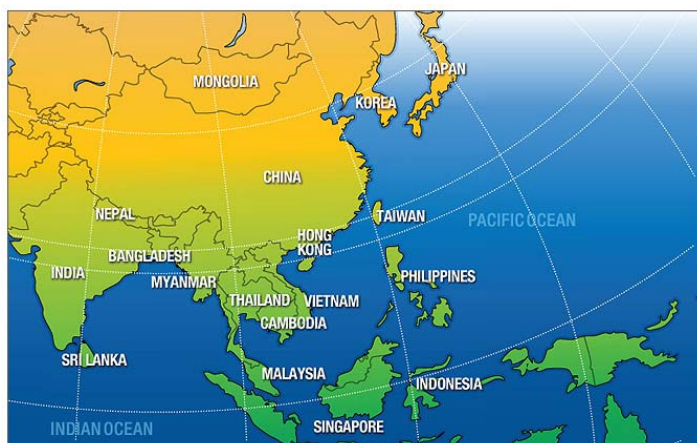 MONGOLIA
JAPAN
KOREA
CHINA
NEPAL
TAIWAN
PACIFIC OCEAN
HONG
KONG
BANGLADESH
INDIA
MYANMAR
PHILIPPINES
THAILAND
VIETNAM
CAMBODIA
SRI LANKA
MALAYSIA
INDONESIA
SINGAPORE
INDIAN OCEAN